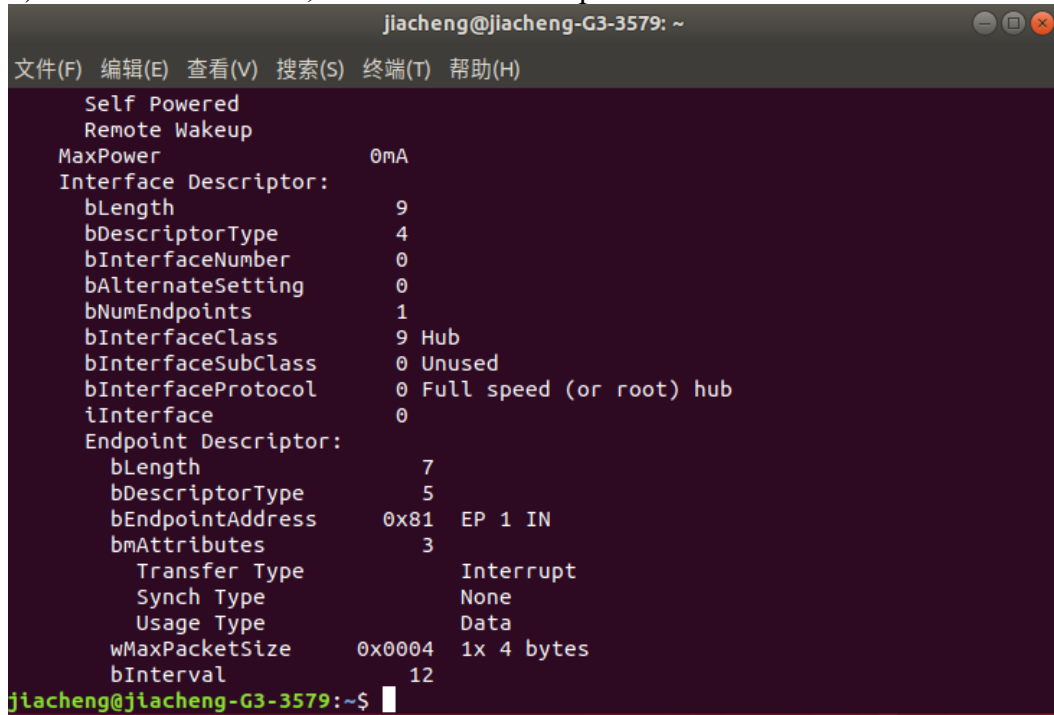 jiacheng@jiacheng-G3-3579: ~
文件(F) 编辑(E) 查看(V) 搜索(S) 终端(T) 帮助(H)
Self Powered
Remote Wakeup
MaxPower 0mA
Interface Descriptor:
bLength 9
bDescriptorType 4
bInterfaceNumber 0
bAlternateSetting 0
bNumEndpoints 1
bInterfaceClass 9 Hub
bInterfaceSubClass 0 Unused
bInterfaceProtocol 0 Full speed (or root) hub
iInterface 0
Endpoint Descriptor:
bLength 7
bDescriptorType 5
bEndpointAddress 0x81 EP 1 IN
bmAttributes 3
Transfer Type Interrupt
Synch Type None
Usage Type Data
wMaxPacketSize 0x0004 1x 4 bytes
bInterval 12
jiacheng@jiacheng-G3-3579:~$